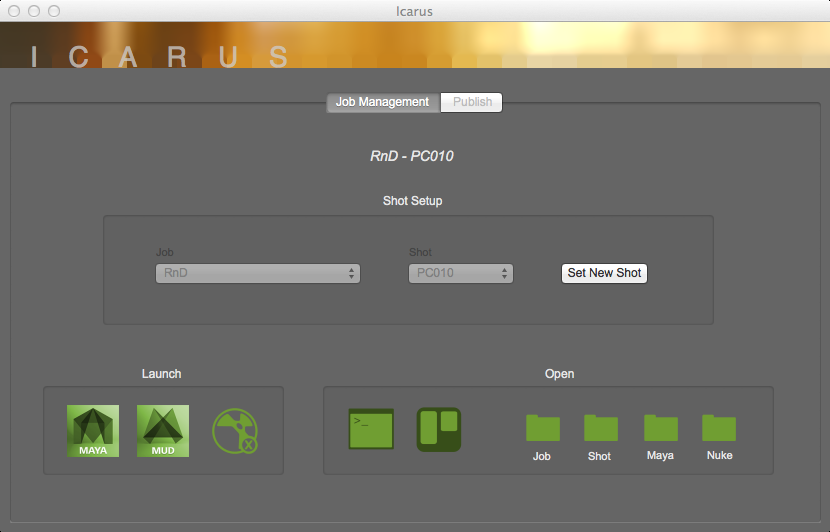 Icarus
ICARUS
Job Management Publish
RnD - PC010
Shot Setup
Job Shot
RnD PC010 Set New Shot
Launch Open
>_
MAYA MUD X
Job Shot Maya Nuke